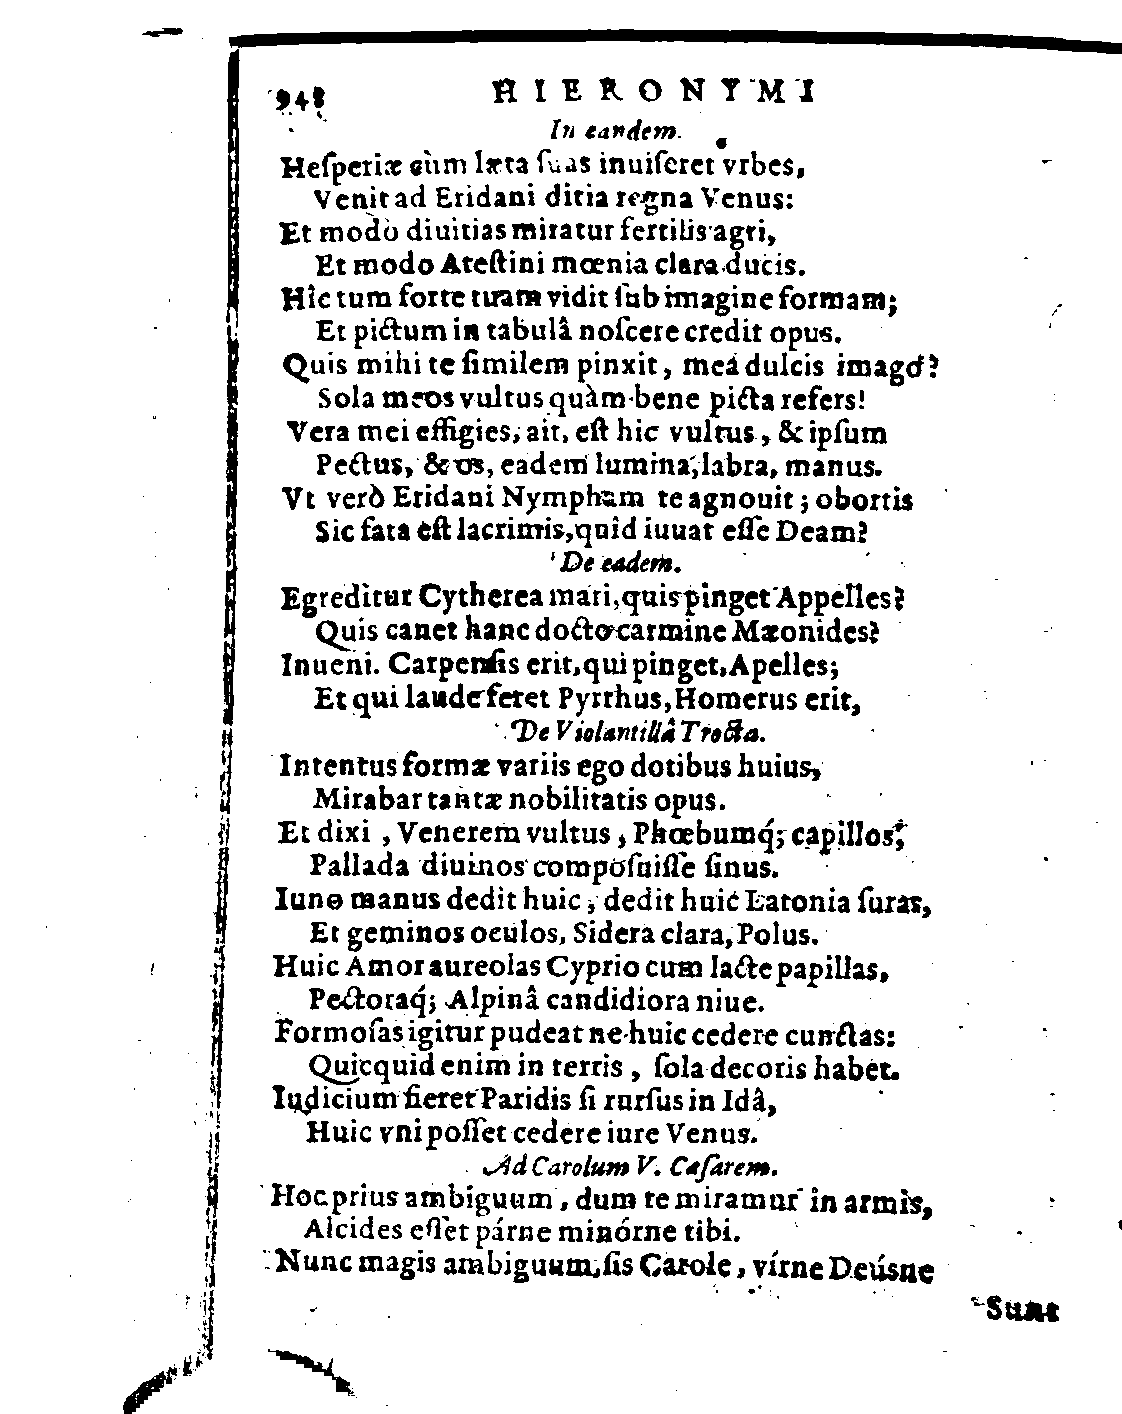 948 HIERONYMI
In eandem.
Heſperiæ cùm læta ſuas inuiſeret vrbes,
Venit ad Eridani ditia regna Venus:
Et modò diuitias miratur fertilis agri,
Et modo Ateſtini mœnia clara ducis.
Hîc tum forte tuam vidit ſub imagine formam;
Et pictum in tabulâ noſcere credit opus.
Quis mihi te ſimilem pinxit, mea dulcis imago?
Sola meos vultus quàm bene picta refers!
Vera mei effigies, ait, eſt hic vultus, & ipſum
Pectus, & os, eadem lumina, labra, manus.
Vt verò Eridani Nympham te agnouit; obortis
Sic fata eſt lacrimis, quid iuuat eſſe Deam?
De eadem.
Egreditur Cytherea mari, quis pinget Appelles?
Quis canet hanc docto carmine Mæonides?
Inueni. Carpenſis erit, qui pinget, Apelles;
Et qui laude feret Pyrrhus, Homerus erit,
De Violantillâ Trotta.
Intentus formæ variis ego dotibus huius,
Mirabar tantæ nobilitatis opus.
Et dixi, Venerem vultus, Phœbumq́; capillos,
Pallada diuinos compoſuiſſe ſinus.
Iuno manus dedit huic, dedit huic Latonia ſuras,
Et geminos oculos, Sidera clara, Polus.
Huic Amor aureolas Cyprio cum lacte papillas,
Pectoraq́; Alpinâ candidiora niue.
Formoſas igitur pudeat ne huic cedere cunctas:
Quicquid enim in terris, ſola decoris habet.
Iudicium fieret Paridis ſi rurſus in Idâ,
Huic vni poſſet cedere iure Venus.
Ad Carolum V. Cæſarem.
Hoc prius ambiguum, dum te miramur in armis,
Alcides eſſet párne minórne tibi.
Nunc magis ambiguum, ſis Carole, vírne Deúsne
Sunt